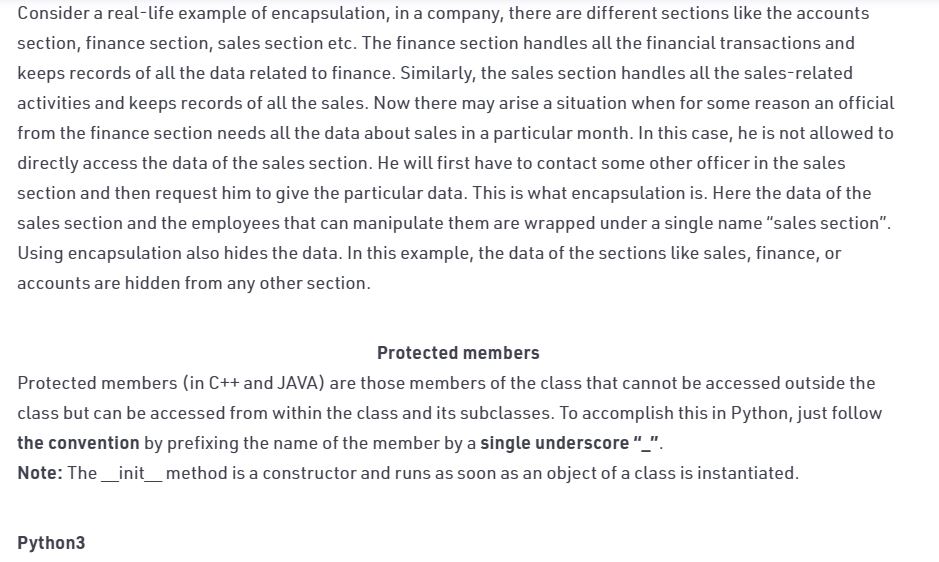 Consider a real-life example of encapsulation, in a company, there are different sections like the accounts
section, finance section, sales section etc. The finance section handles all the financial transactions and
keeps records of all the data related to finance. Similarly, the sales section handles all the sales-related
activities and keeps records of all the sales. Now there may arise a situation when for some reason an official
from the finance section needs all the data about sales in a particular month. In this case, he is not allowed to
directly access the data of the sales section. He will first have to contact some other officer in the sales
section and then request him to give the particular data. This is what encapsulation is. Here the data of the
sales section and the employees that can manipulate them are wrapped under a single name “sales section”.
Using encapsulation also hides the data. In this example, the data of the sections like sales, finance, or
accounts are hidden from any other section.
Protected members
Protected members (in C++ and JAVA) are those members of the class that cannot be accessed outside the
class but can be accessed from within the class and its subclasses. To accomplish this in Python, just follow
the convention by prefixing the name of the member by a single underscore “_”.
Note: The __init__ method is a constructor and runs as soon as an object of a class is instantiated.
Python3